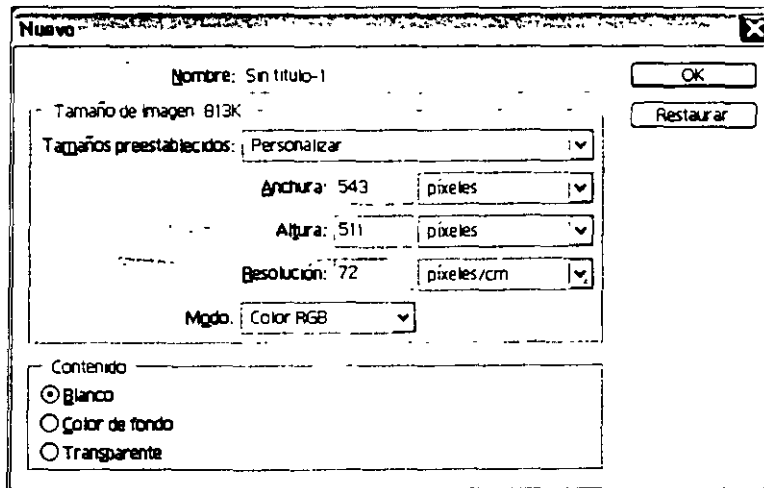 Nuevo
Nombre: Sin titulo-1
OK
Tamaño de imagen 813K
Restaurar
Tamaños preestablecidos: Personalizar
Anchura: 543 píxeles
Altura: 511 píxeles
Resolución: 72 píxeles/cm
Modo. Color RGB
Contenido
Blanco
Color de fondo
Transparente